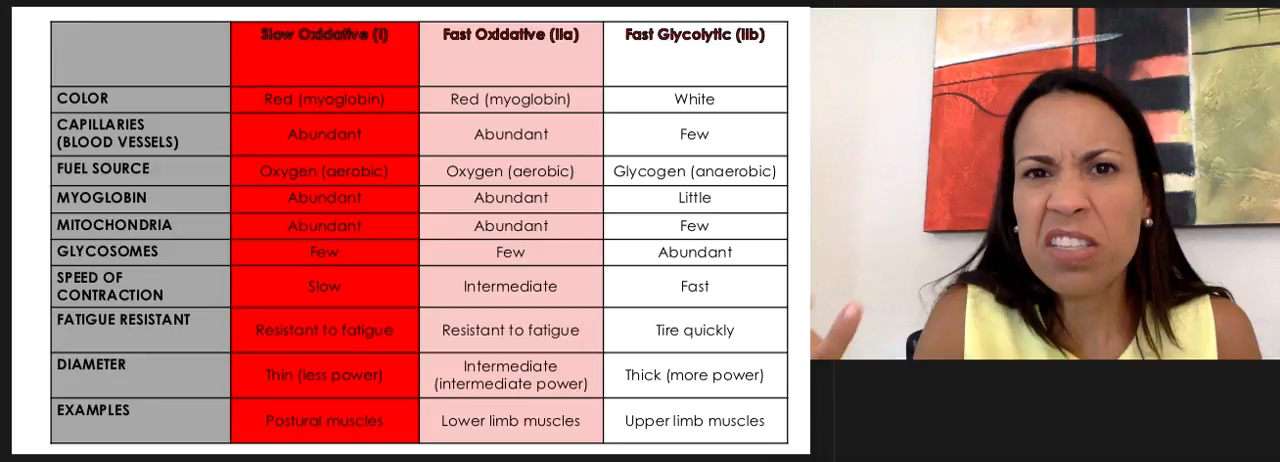 Slow Oxidative (I) Fast Oxidative (IIa) Fast Glycolytic (IIb)
COLOR Red (myoglobin) Red (myoglobin) White
CAPILLARIES
(BLOOD VESSELS) Abundant Abundant Few
FUEL SOURCE Oxygen (aerobic) Oxygen (aerobic) Glycogen (anaerobic)
MYOGLOBIN Abundant Abundant Little
MITOCHONDRIA Abundant Abundant Few
GLYCOSOMES Few Few Abundant
SPEED OF
CONTRACTION Slow Intermediate Fast
FATIGUE RESISTANT Resistant to fatigue Resistant to fatigue Tire quickly
DIAMETER Thin (less power) Intermediate
(intermediate power) Thick (more power)
EXAMPLES Postural muscles Lower limb muscles Upper limb muscles